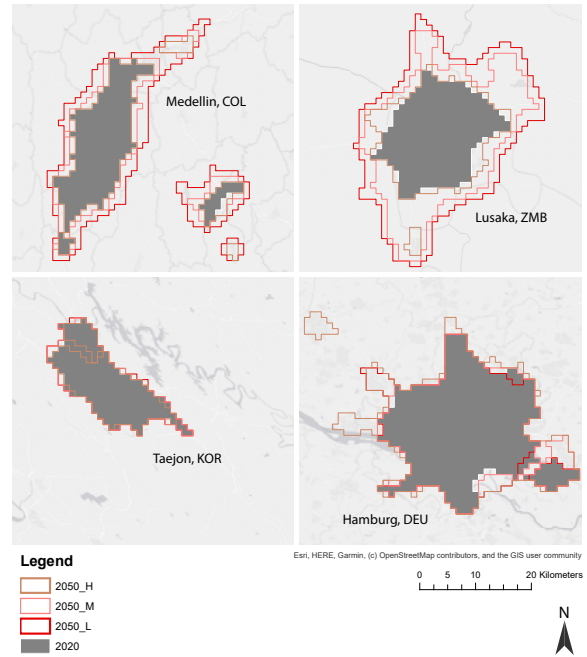 Medellin, COL
Lusaka, ZMB
Taejon, KOR
Hamburg, DEU
Esri, HERE, Garmin, (c) OpenStreetMap contributors, and the GIS user community
Legend
2050_H
2050_M
2050_L
2020
0 5 10 20 Kilometers
N